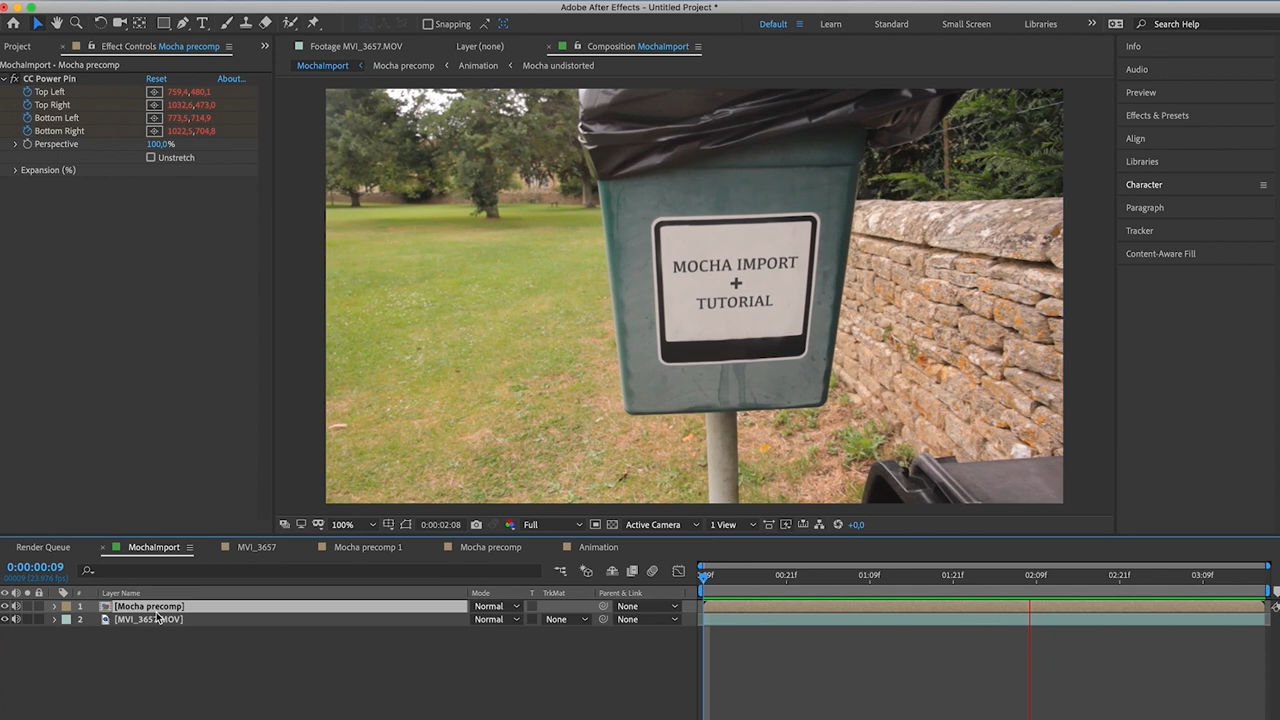 Adobe After Effects - Untitled Project *
Snapping
Default
Learn
Standard
Small Screen
Libraries
Search Help
Project
Effect Controls Mocha precomp
Footage MVI_3657.MOV
Layer (none)
Composition MochaImport
Info
MochaImport - Mocha precomp
MochaImport
Mocha precomp
Animation
Mocha undistorted
Audio
fx CC Power Pin Reset About...
Top Left 759,4,480,1
Top Right 1032,6,473,0
Bottom Left 773,5,714,9
Bottom Right 1022,5,704,8
Perspective 100,0%
Unstretch
Expansion (%)
Preview
Effects & Presets
Align
Libraries
Character
Paragraph
Tracker
Content-Aware Fill
MOCHA IMPORT
+
TUTORIAL
100% 0:00:02:08 Full Active Camera 1 View +0,0
Render Queue
MochaImport
MVI_3657
Mocha precomp 1
Mocha precomp
Animation
0:00:00:09
00009 (23.976 fps)
00:21f 01:09f 01:21f 02:09f 02:21f 03:09f
# Layer Name Mode T TrkMat Parent & Link
1 [Mocha precomp] Normal None
2 [MVI_3657.MOV] Normal None None